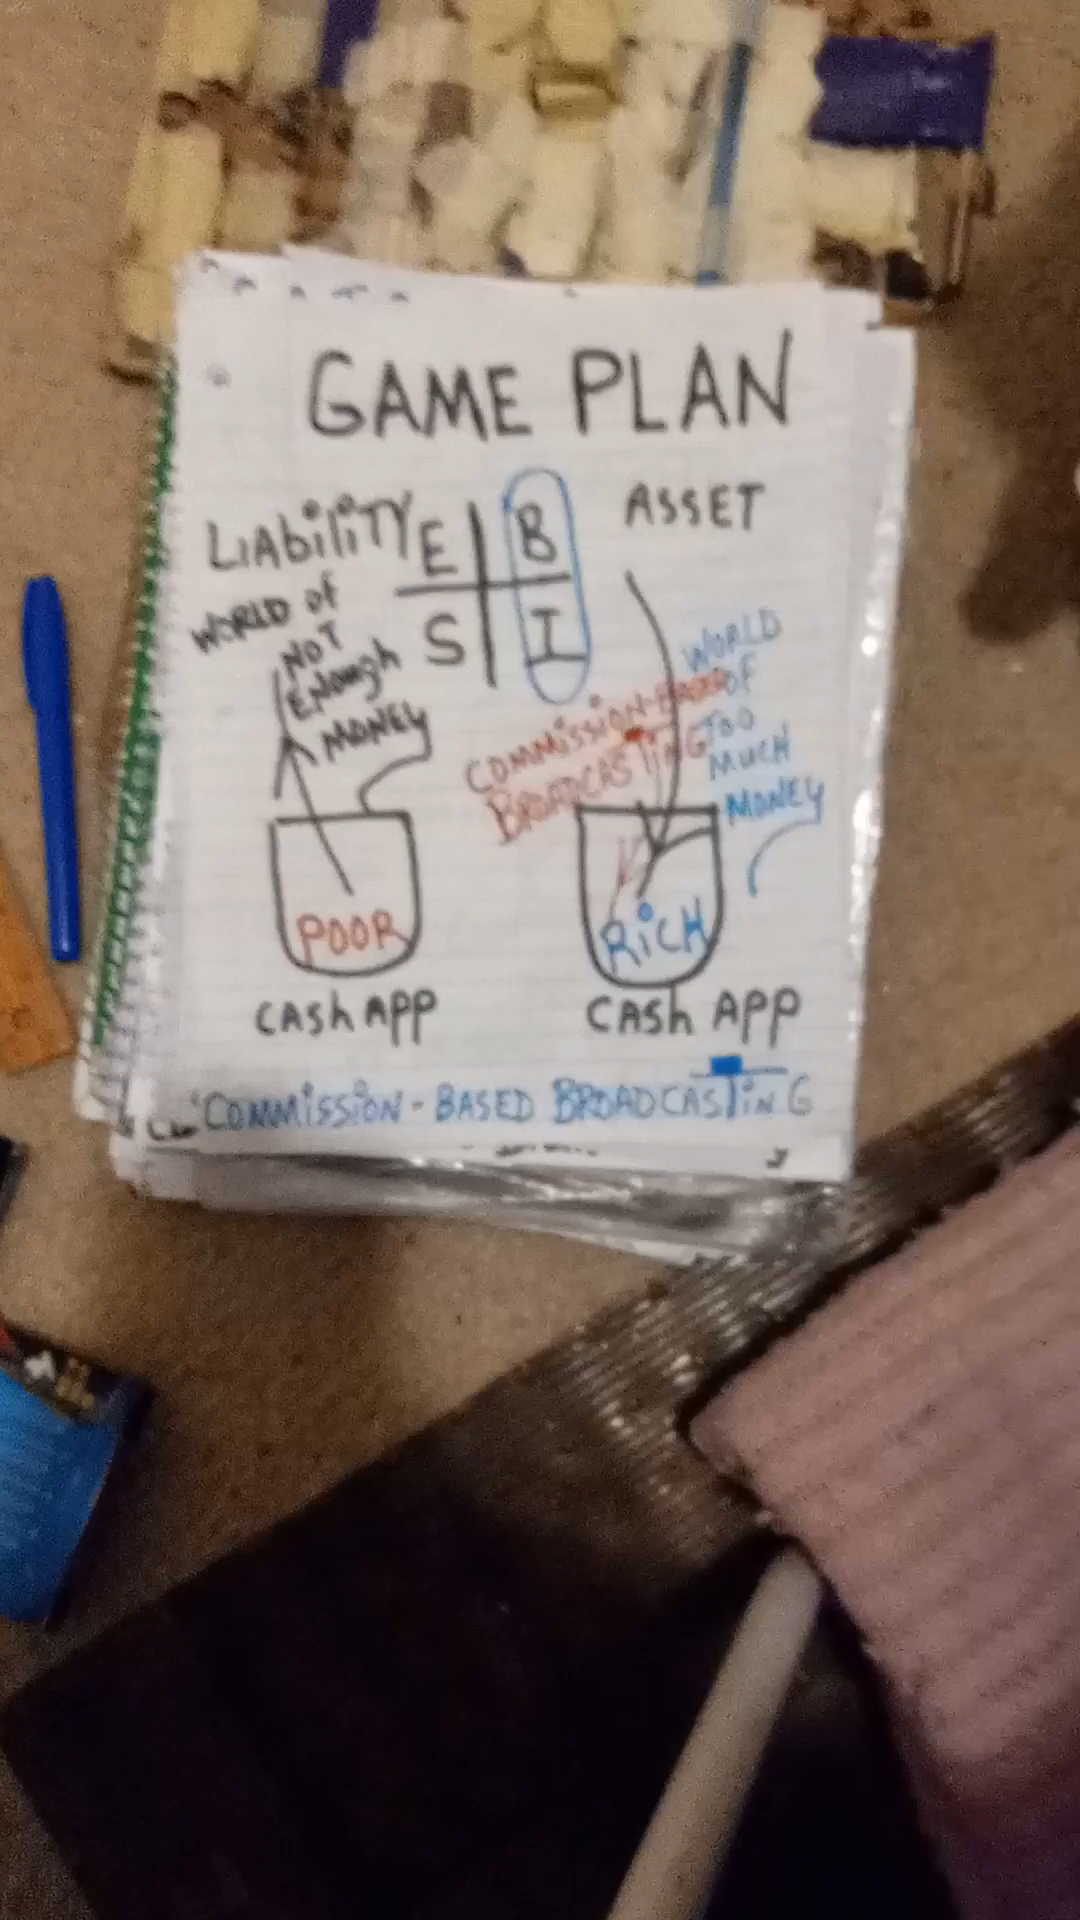 GAME PLAN
LiAbiliTY
E
B
ASSET
S
I
WORLD of
NOT
ENough
MONEY
WORLD
OF
TOO
MUCH
MONEY
COMMISSiON-BASED
BROADCASTiNG
POOR
RiCH
CAsh APP
CAsh APP
COMMiSSiON-BASED BROADCASTiNG